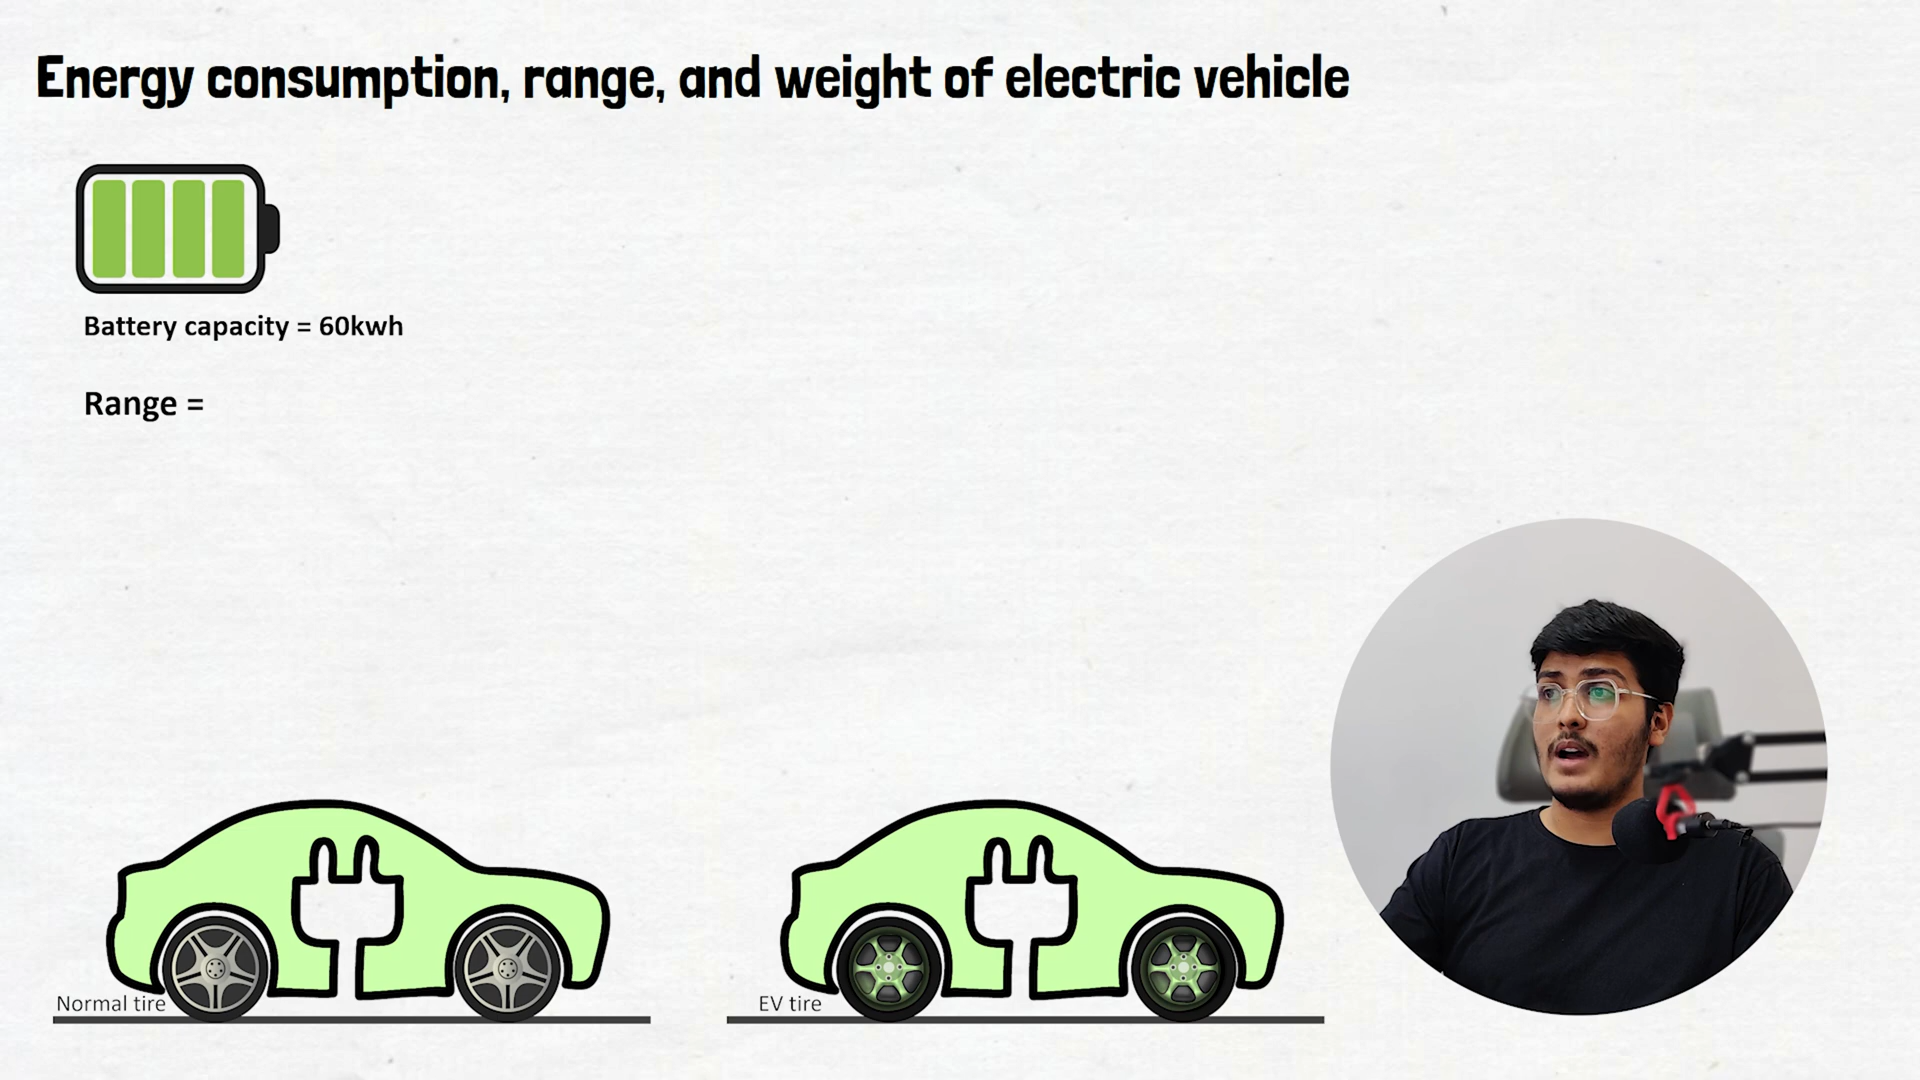 Energy consumption, range, and weight of electric vehicle
Battery capacity = 60kwh
Range =
Normal tire
EV tire